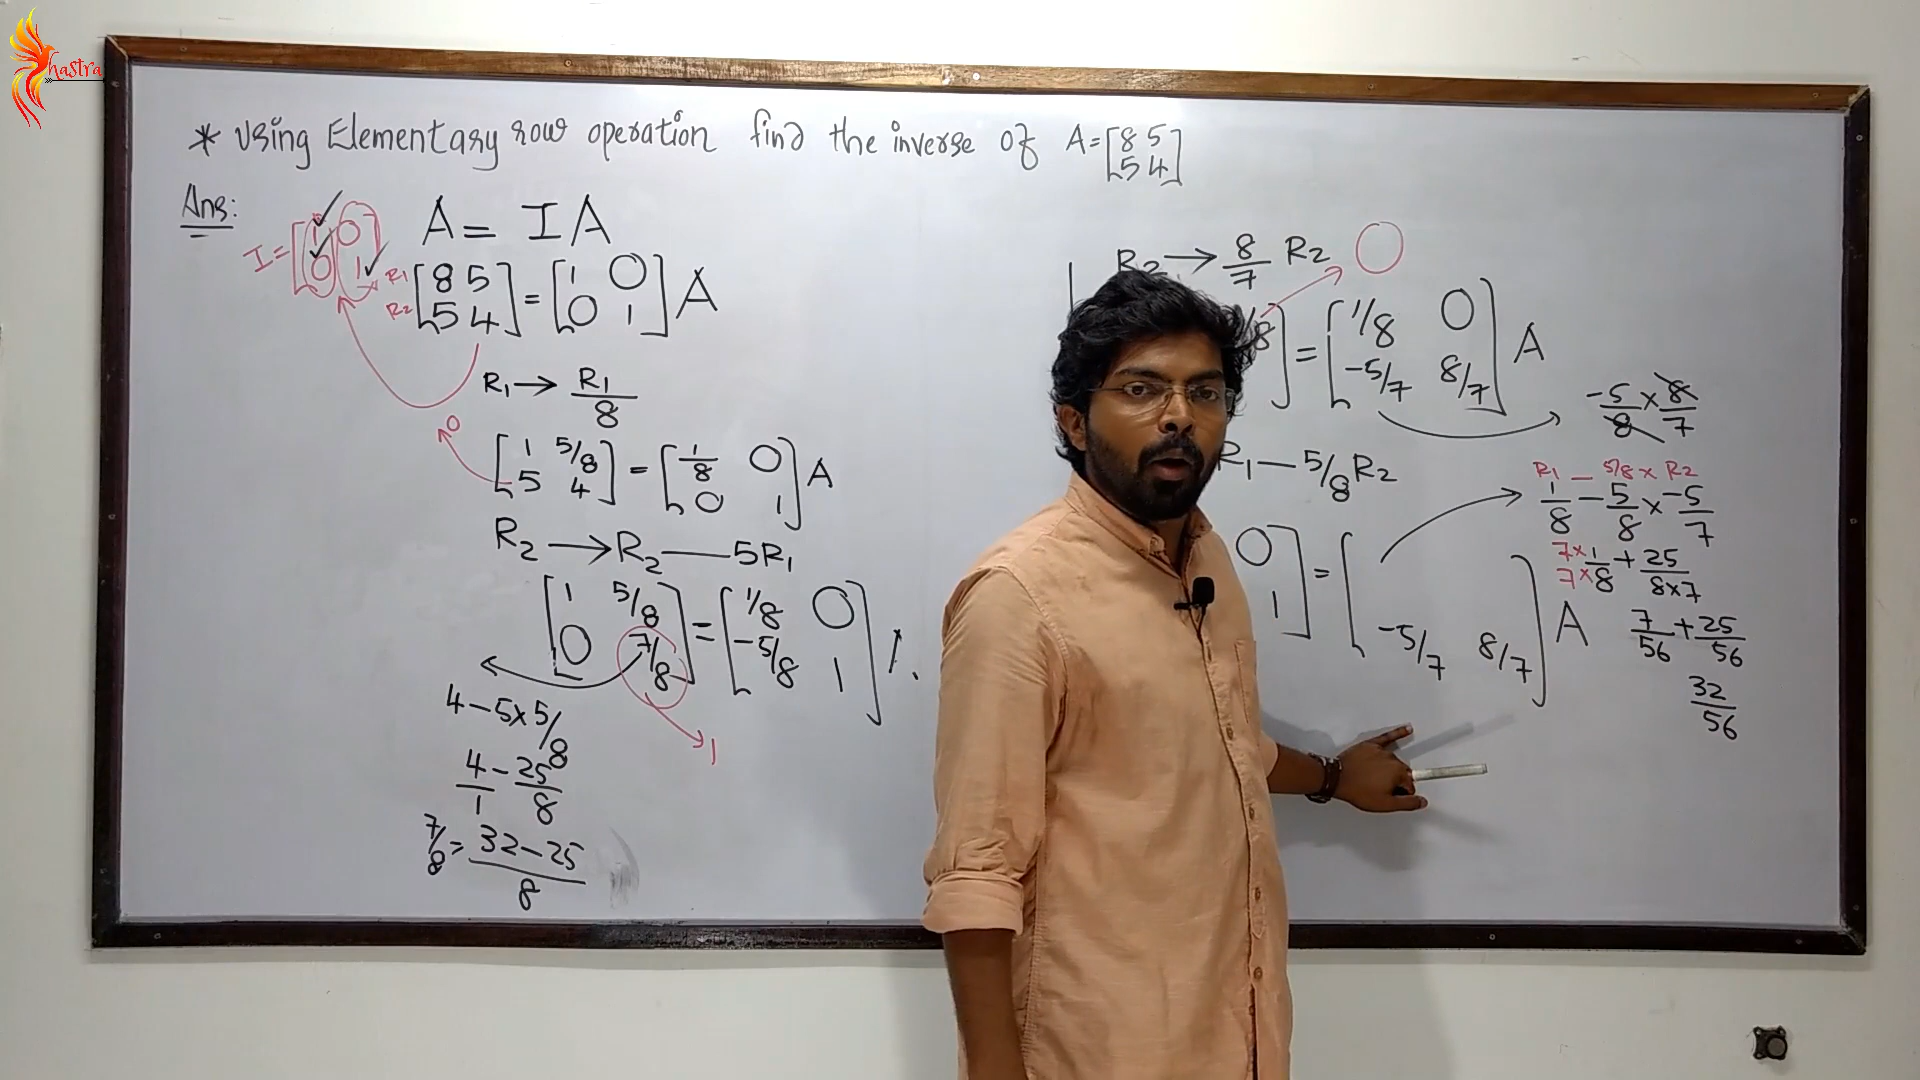 hastra
* Using Elementary row operation find the inverse of A = [8 5
5 4]
Ans:
I = [1 0
0 1]
A = IA
R1 [8 5
R2 5 4] = [1 0
0 1] A
R1 → R1/8
0
[1 5/8
5 4] = [1/8 0
0 1] A
R2 → R2 — 5R1
[1 5/8
0 7/8] = [1/8 0
-5/8 1]
1
4 - 5 x 5/8
4/1 - 25/8
7/8 = 32 - 25
8
R2 → 8/7 R2
0
/8] = [1/8 0
-5/7 8/7] A
-5/8 x 8/7
R1 — 5/8 R2
R1 — 5/8 x R2
1/8 - 5/8 x -5/7
7 x 1
7 x 8 + 25
8x7
0
1] = [
-5/7 8/7] A
7/56 + 25/56
32
56